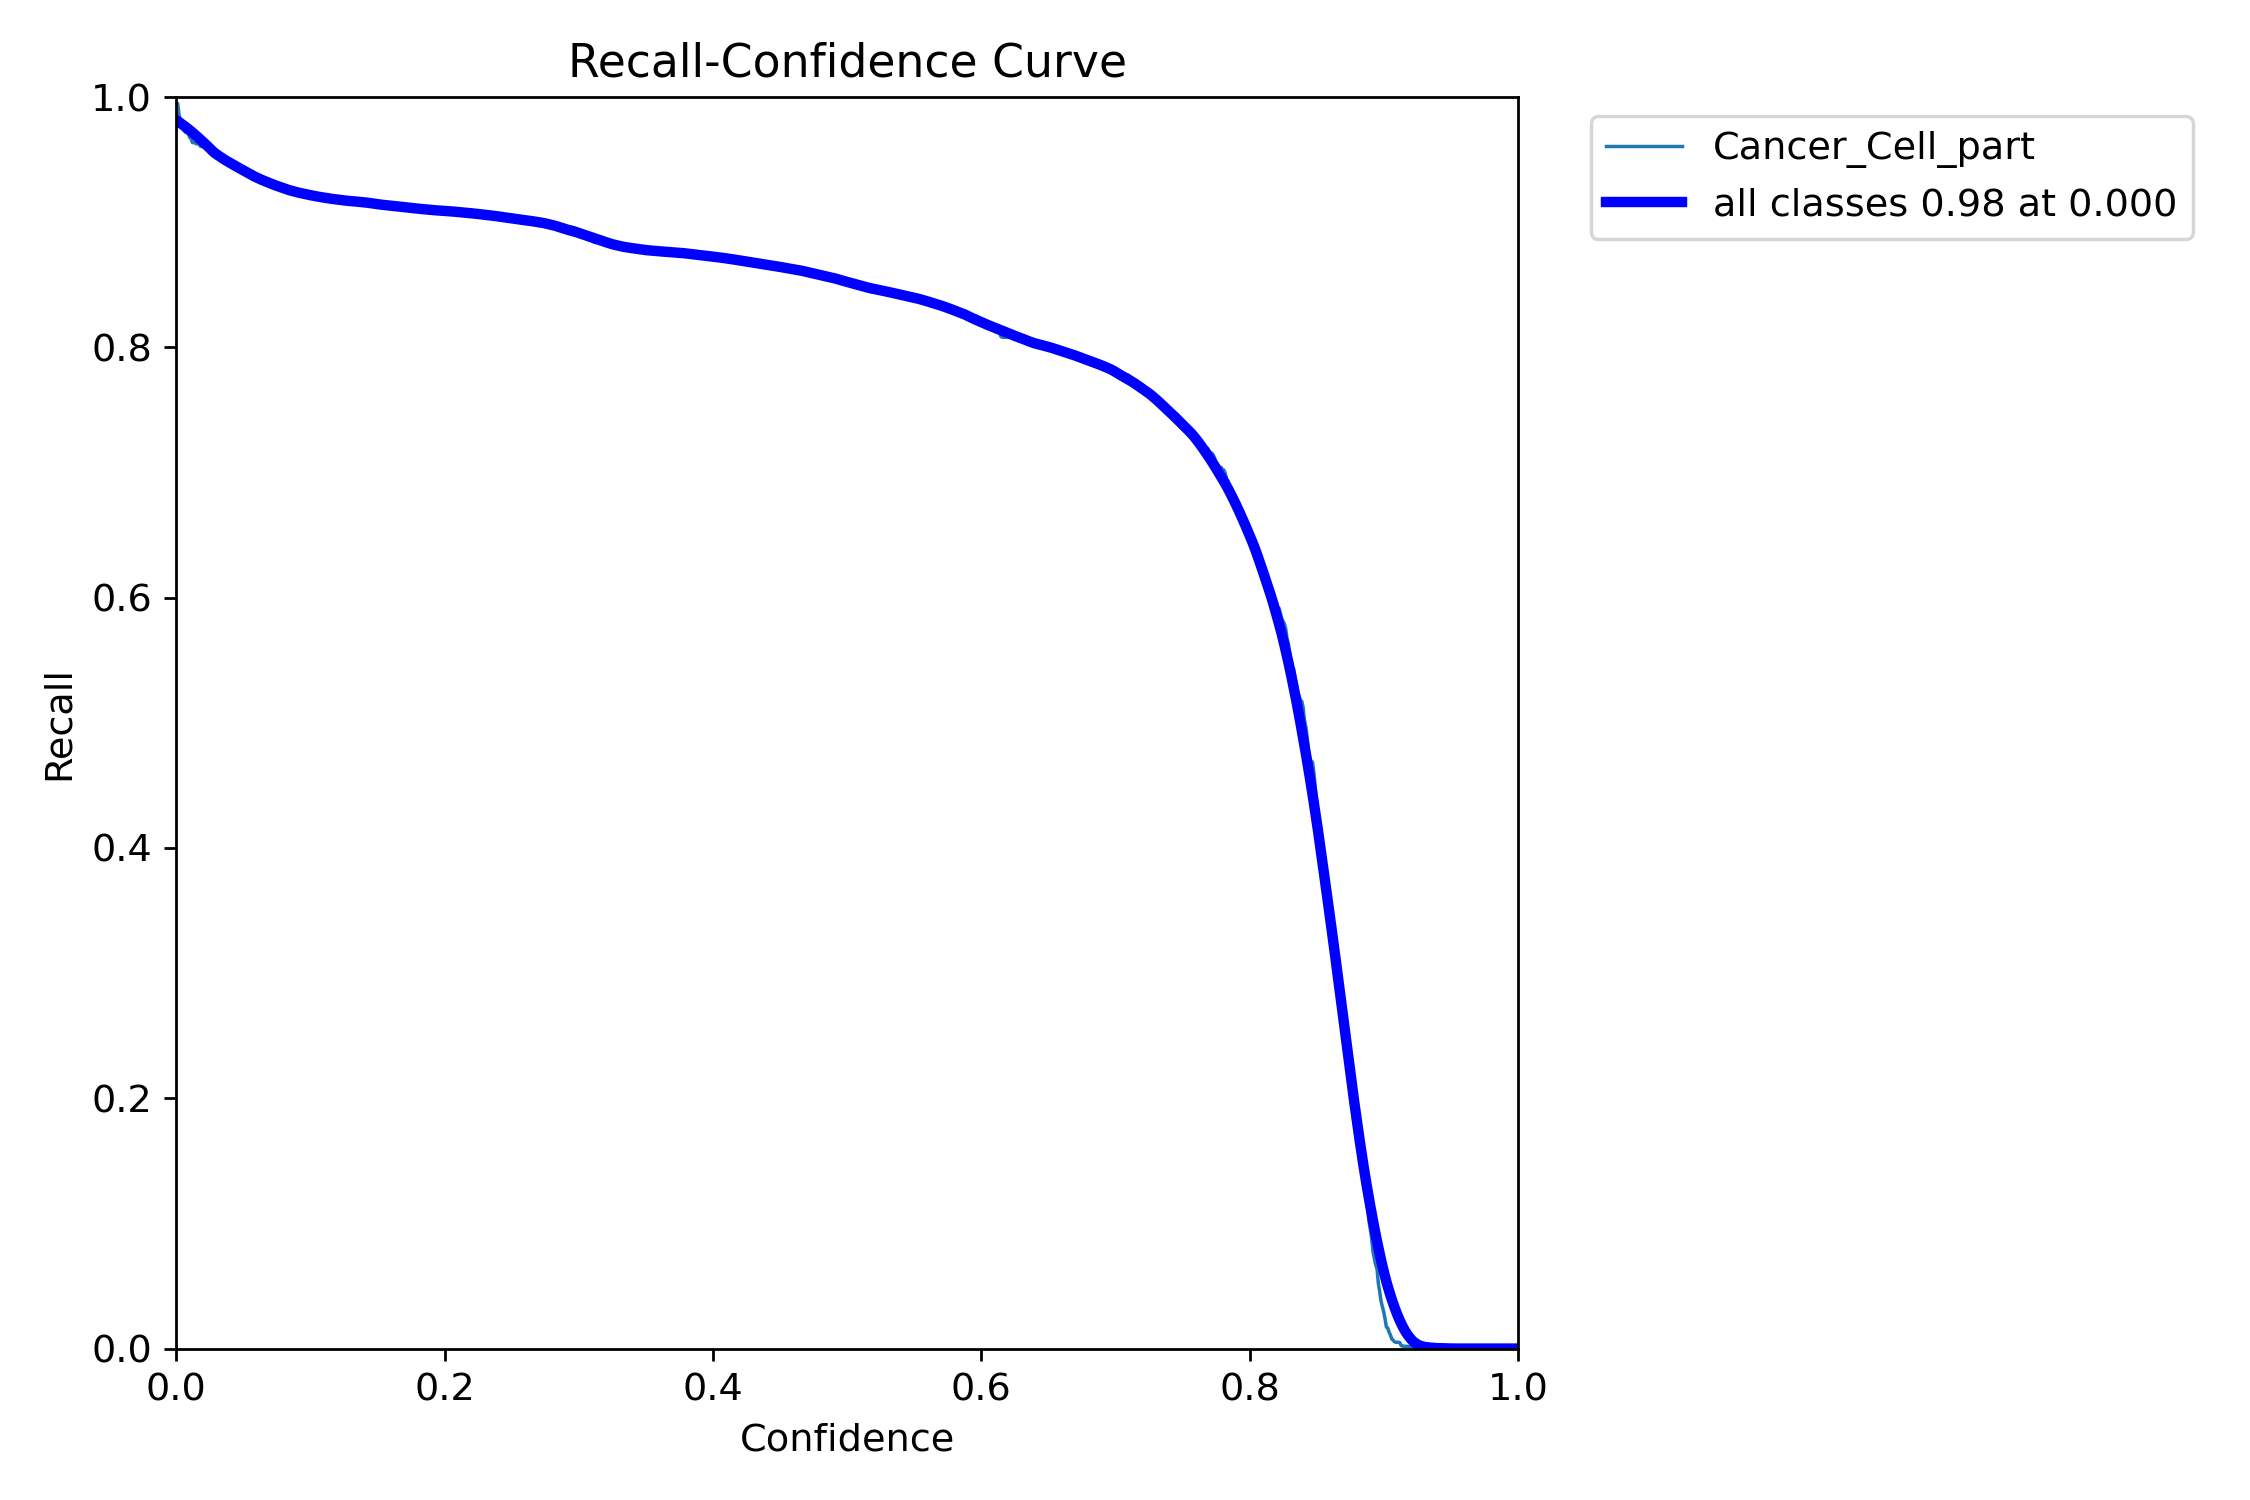 Recall-Confidence Curve
Cancer_Cell_part
all classes 0.98 at 0.000
1.0
0.8
0.6
0.4
0.2
0.0
Recall
0.0 0.2 0.4 0.6 0.8 1.0
Confidence